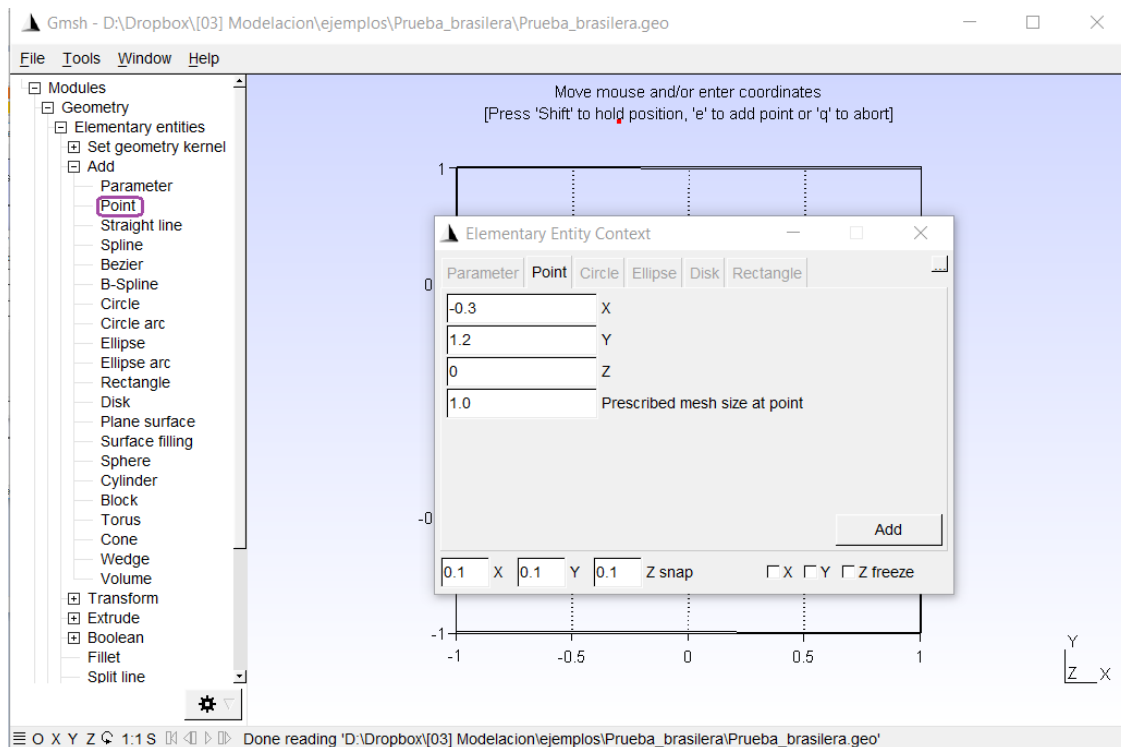 Gmsh - D:\Dropbox\[03] Modelacion\ejemplos\Prueba_brasilera\Prueba_brasilera.geo
File Tools Window Help
Modules
Geometry
Elementary entities
Set geometry kernel
Add
Parameter
Point
Straight line
Spline
Bezier
B-Spline
Circle
Circle arc
Ellipse
Ellipse arc
Rectangle
Disk
Plane surface
Surface filling
Sphere
Cylinder
Block
Torus
Cone
Wedge
Volume
Transform
Extrude
Boolean
Fillet
Split line
Move mouse and/or enter coordinates
[Press 'Shift' to hold position, 'e' to add point or 'q' to abort]
1
0
-0
-1
-1 -0.5 0 0.5 1
Y
Z X
Elementary Entity Context
...
Parameter Point Circle Ellipse Disk Rectangle
-0.3 X
1.2 Y
0 Z
1.0 Prescribed mesh size at point
Add
0.1 X 0.1 Y 0.1 Z snap X Y Z freeze
O X Y Z 1:1 S Done reading 'D:\Dropbox\[03] Modelacion\ejemplos\Prueba_brasilera\Prueba_brasilera.geo'